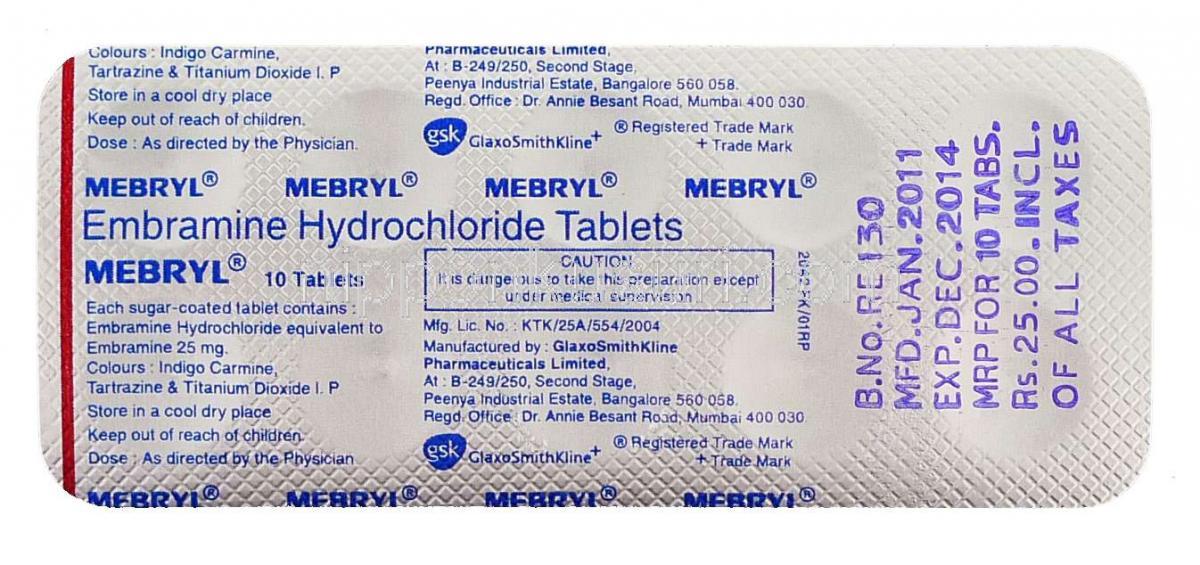 Colours : Indigo Carmine,
Tartrazine & Titanium Dioxide I. P
Store in a cool dry place
Keep out of reach of children.
Dose : As directed by the Physician.
Pharmaceuticals Limited,
At : B-249/250, Second Stage,
Peenya Industrial Estate, Bangalore 560 058.
Regd. Office : Dr. Annie Besant Road, Mumbai 400 030.
gsk GlaxoSmithKline+
® Registered Trade Mark
+ Trade Mark
MEBRYL® MEBRYL® MEBRYL® MEBRYL®
Embramine Hydrochloride Tablets
MEBRYL® 10 Tablets
Each sugar-coated tablet contains :
Embramine Hydrochloride equivalent to
Embramine 25 mg.
Colours : Indigo Carmine,
Tartrazine & Titanium Dioxide I. P
Store in a cool dry place
Keep out of reach of children.
Dose : As directed by the Physician
CAUTION
It is dangerous to take this preparation except
under medical supervision
Mfg. Lic. No. : KTK/25A/554/2004
Manufactured by : GlaxoSmithKline
Pharmaceuticals Limited,
At : B-249/250, Second Stage,
Peenya Industrial Estate, Bangalore 560 058.
Regd. Office : Dr. Annie Besant Road, Mumbai 400 030
gsk GlaxoSmithKline+
® Registered Trade Mark
+ Trade Mark
MEBRYL® MEBRYL® MEBRYL® MEBRYL®
B.No.RE130
MFD.JAN.2011
EXP.DEC.2014
MRP FOR 10 TABS.
Rs.25.00.INCL.
OF ALL TAXES